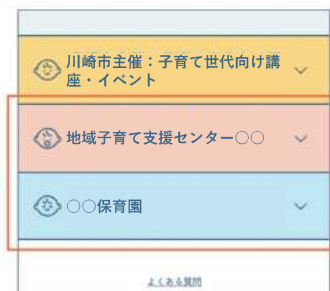 川崎市主催：子育て世代向け講
座・イベント
地域子育て支援センター○○
○○保育園
よくある質問